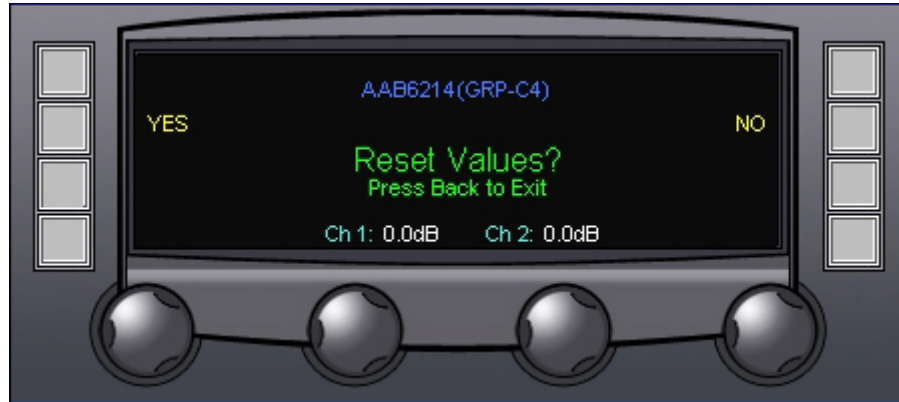 AAB6214(GRP-C4)
YES NO
Reset Values?
Press Back to Exit
Ch 1: 0.0dB Ch 2: 0.0dB